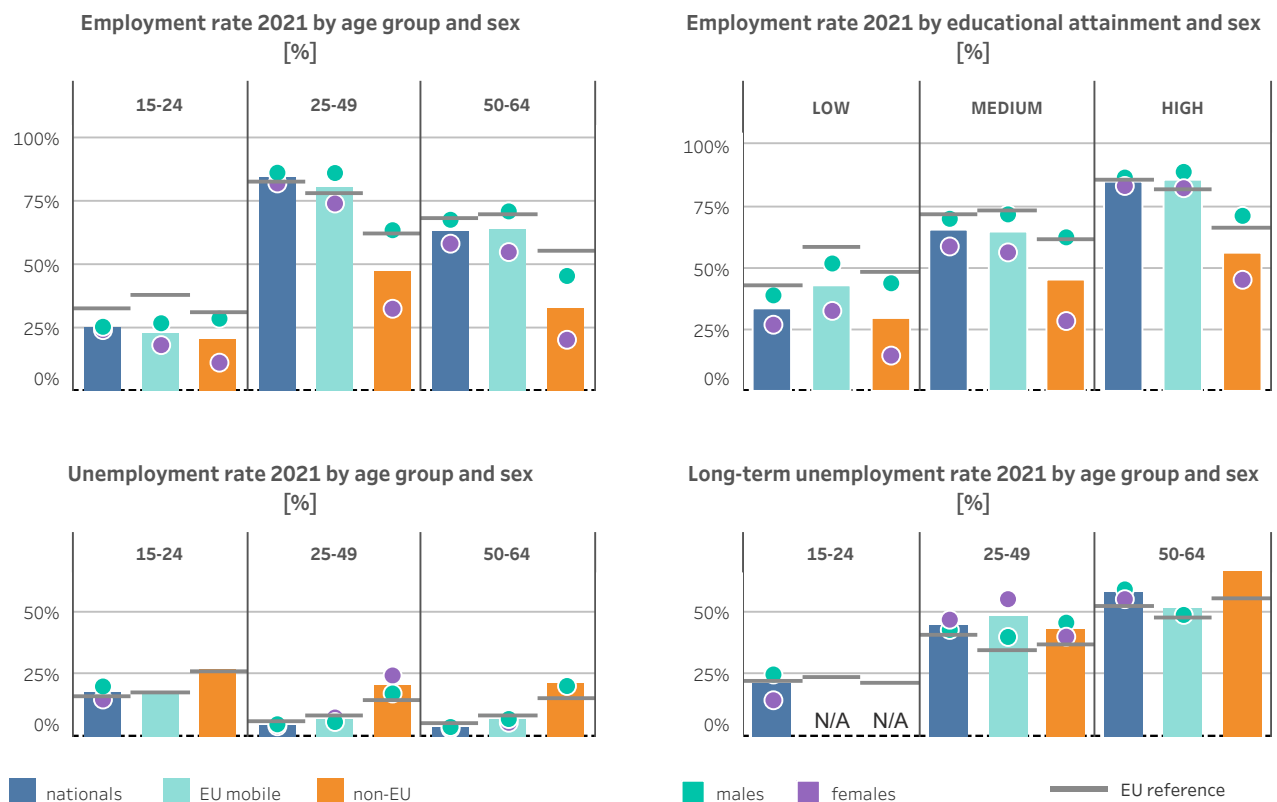 Employment rate 2021 by age group and sex
[%]
15-24 25-49 50-64
100%
75%
50%
25%
0%
Employment rate 2021 by educational attainment and sex
[%]
LOW MEDIUM HIGH
100%
75%
50%
25%
0%
Unemployment rate 2021 by age group and sex
[%]
15-24 25-49 50-64
50%
25%
0%
Long-term unemployment rate 2021 by age group and sex
[%]
15-24 25-49 50-64
50%
25%
0%
N/A N/A
nationals EU mobile non-EU
males females EU reference